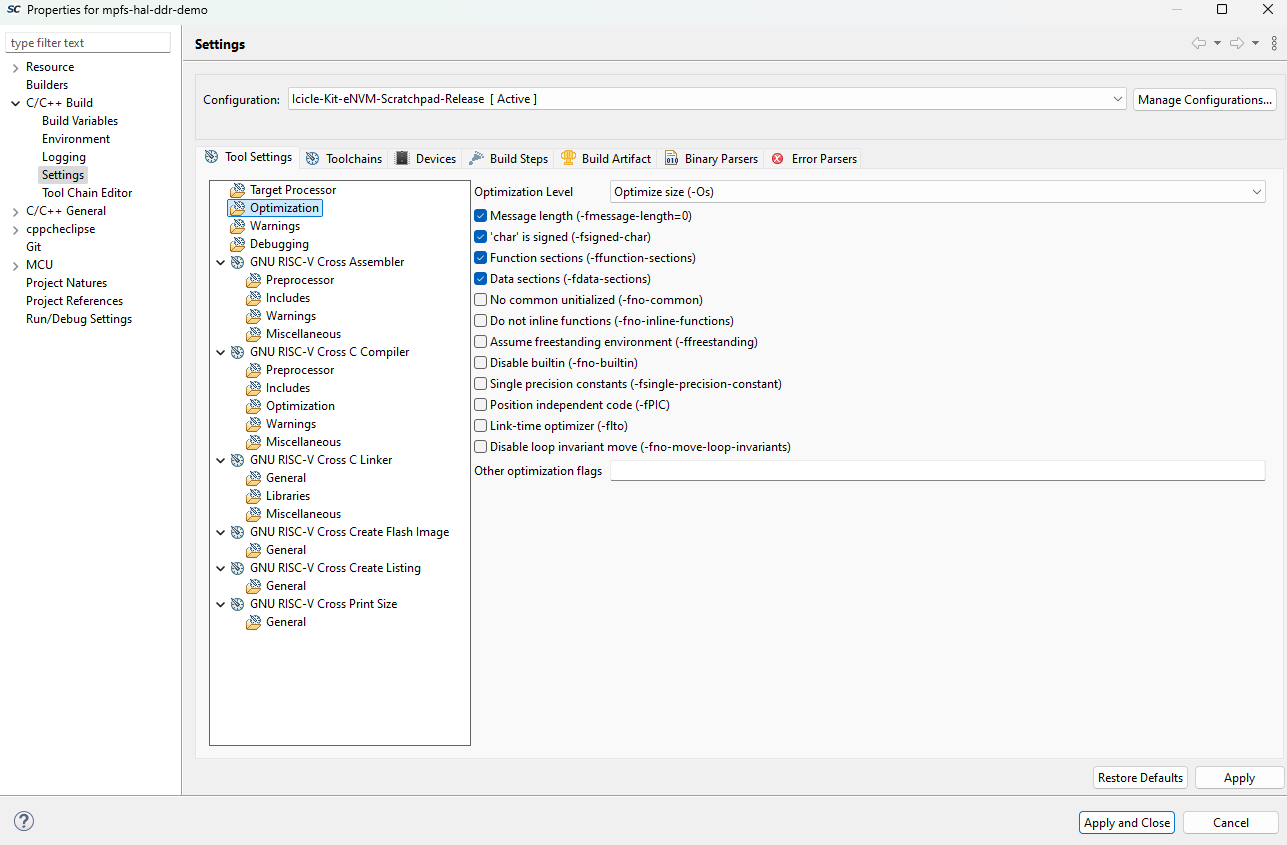 SC Properties for mpfs-hal-ddr-demo
type filter text
Resource
Builders
C/C++ Build
Build Variables
Environment
Logging
Settings
Tool Chain Editor
C/C++ General
cppcheclipse
Git
MCU
Project Natures
Project References
Run/Debug Settings
Settings
Configuration: Icicle-Kit-eNVM-Scratchpad-Release [ Active ] Manage Configurations...
Tool Settings Toolchains Devices Build Steps Build Artifact Binary Parsers Error Parsers
Target Processor
Optimization
Warnings
Debugging
GNU RISC-V Cross Assembler
Preprocessor
Includes
Warnings
Miscellaneous
GNU RISC-V Cross C Compiler
Preprocessor
Includes
Optimization
Warnings
Miscellaneous
GNU RISC-V Cross C Linker
General
Libraries
Miscellaneous
GNU RISC-V Cross Create Flash Image
General
GNU RISC-V Cross Create Listing
General
GNU RISC-V Cross Print Size
General
Optimization Level Optimize size (-Os)
Message length (-fmessage-length=0)
'char' is signed (-fsigned-char)
Function sections (-ffunction-sections)
Data sections (-fdata-sections)
No common unitialized (-fno-common)
Do not inline functions (-fno-inline-functions)
Assume freestanding environment (-ffreestanding)
Disable builtin (-fno-builtin)
Single precision constants (-fsingle-precision-constant)
Position independent code (-fPIC)
Link-time optimizer (-flto)
Disable loop invariant move (-fno-move-loop-invariants)
Other optimization flags
Restore Defaults Apply
? Apply and Close Cancel